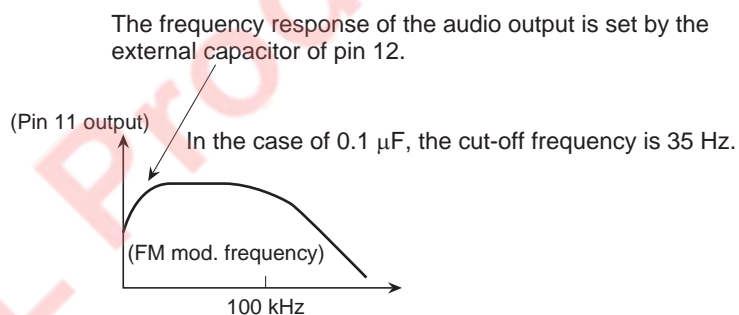 The frequency response of the audio output is set by the
external capacitor of pin 12.
(Pin 11 output)
In the case of 0.1 μF, the cut-off frequency is 35 Hz.
(FM mod. frequency)
100 kHz